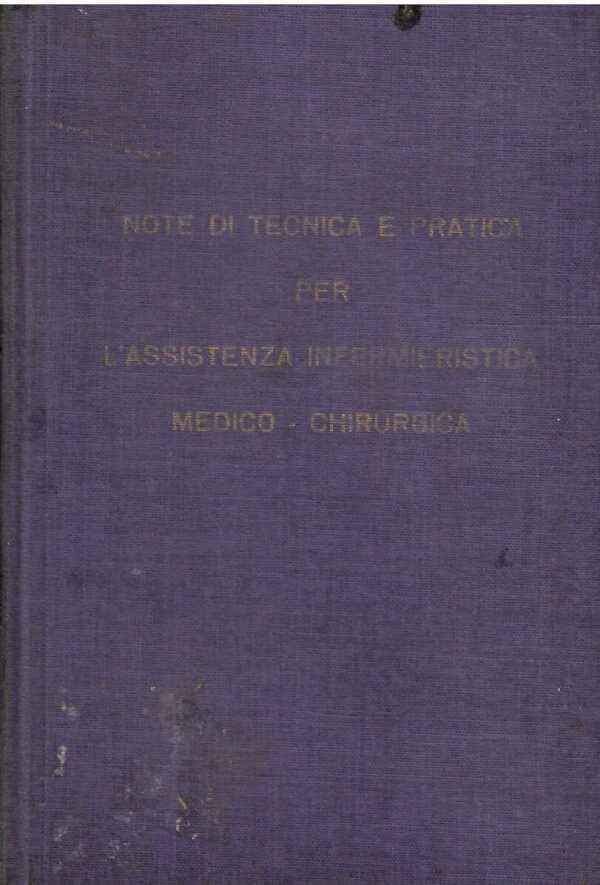 NOTE DI TECNICA E PRATICA
PER
L'ASSISTENZA INFERMIERISTICA
MEDICO - CHIRURGICA